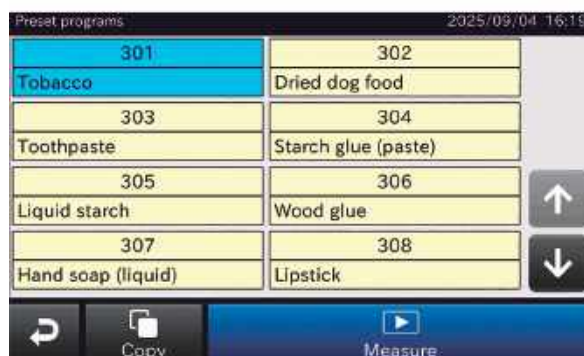 Preset programs 2025/09/04 16:19
301 302
Tobacco Dried dog food
303 304
Toothpaste Starch glue (paste)
305 306
Liquid starch Wood glue
307 308
Hand soap (liquid) Lipstick
Copy Measure